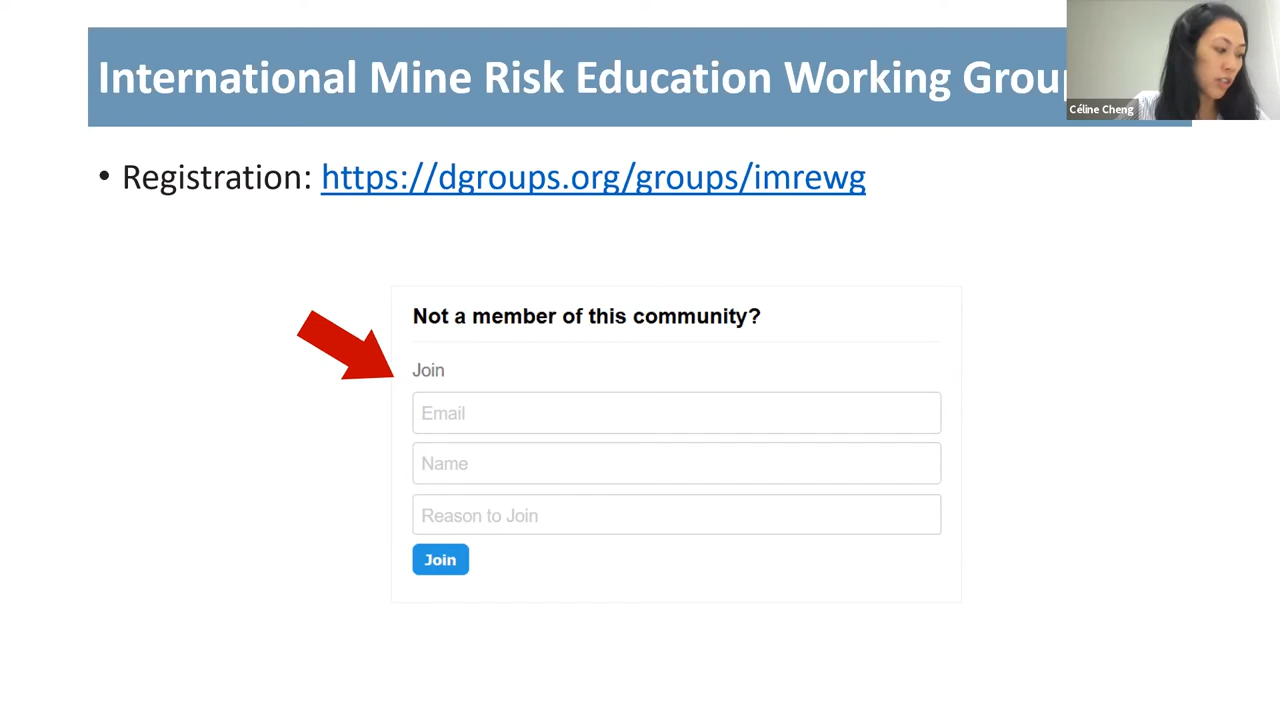 International Mine Risk Education Working Grou
Céline Cheng
• Registration: https://dgroups.org/groups/imrewg
Not a member of this community?
Join
Email
Name
Reason to Join
Join